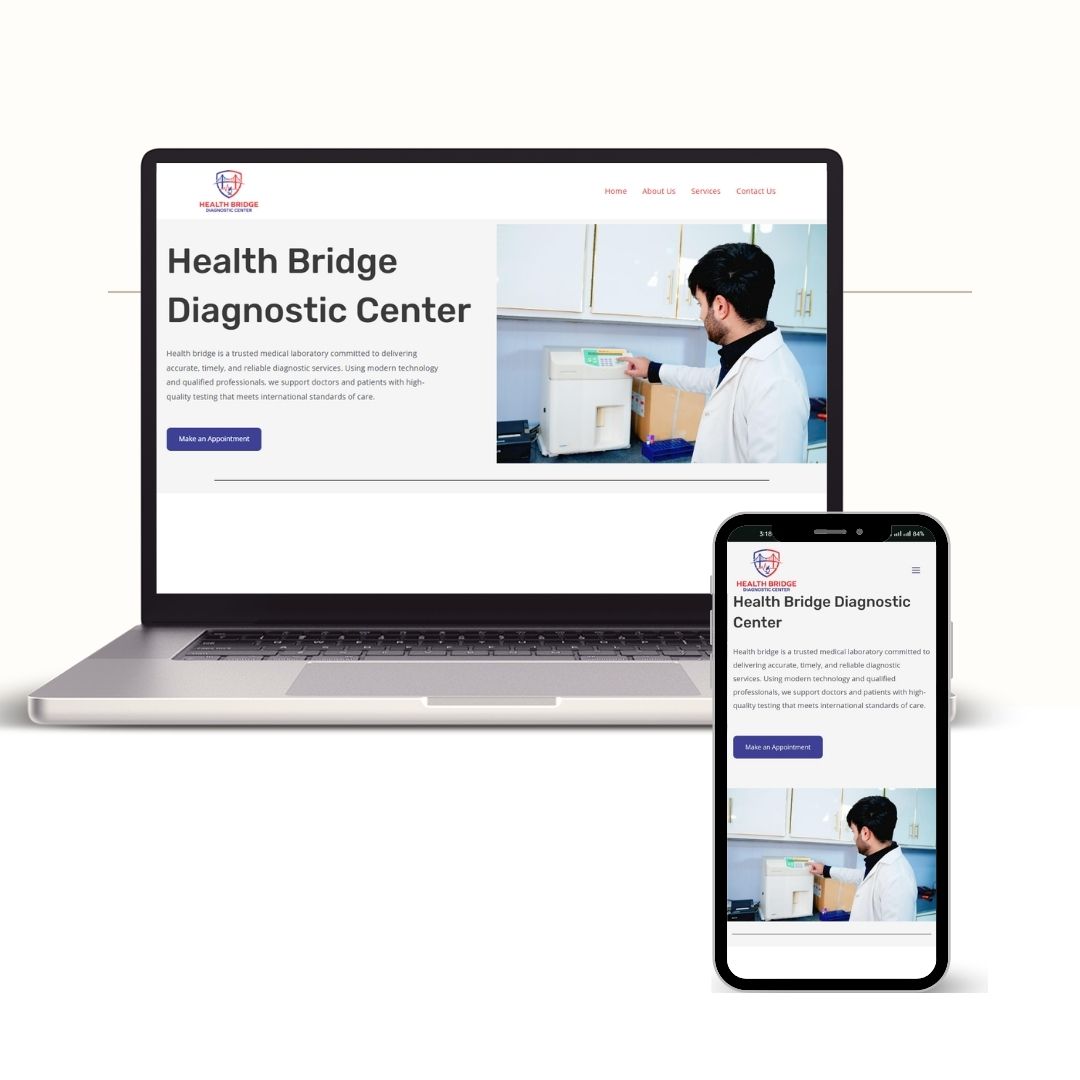 HEALTH BRIDGE
DIAGNOSTIC CENTER
Home About Us Services Contact Us
Health Bridge
Diagnostic Center
Health bridge is a trusted medical laboratory committed to delivering
accurate, timely, and reliable diagnostic services. Using modern technology
and qualified professionals, we support doctors and patients with high-
quality testing that meets international standards of care.
Make an Appointment
3:18
84%
HEALTH BRIDGE
DIAGNOSTIC CENTER
Health Bridge Diagnostic
Center
Health bridge is a trusted medical laboratory committed to
delivering accurate, timely, and reliable diagnostic
services. Using modern technology and qualified
professionals, we support doctors and patients with high-
quality testing that meets international standards of care.
Make an Appointment